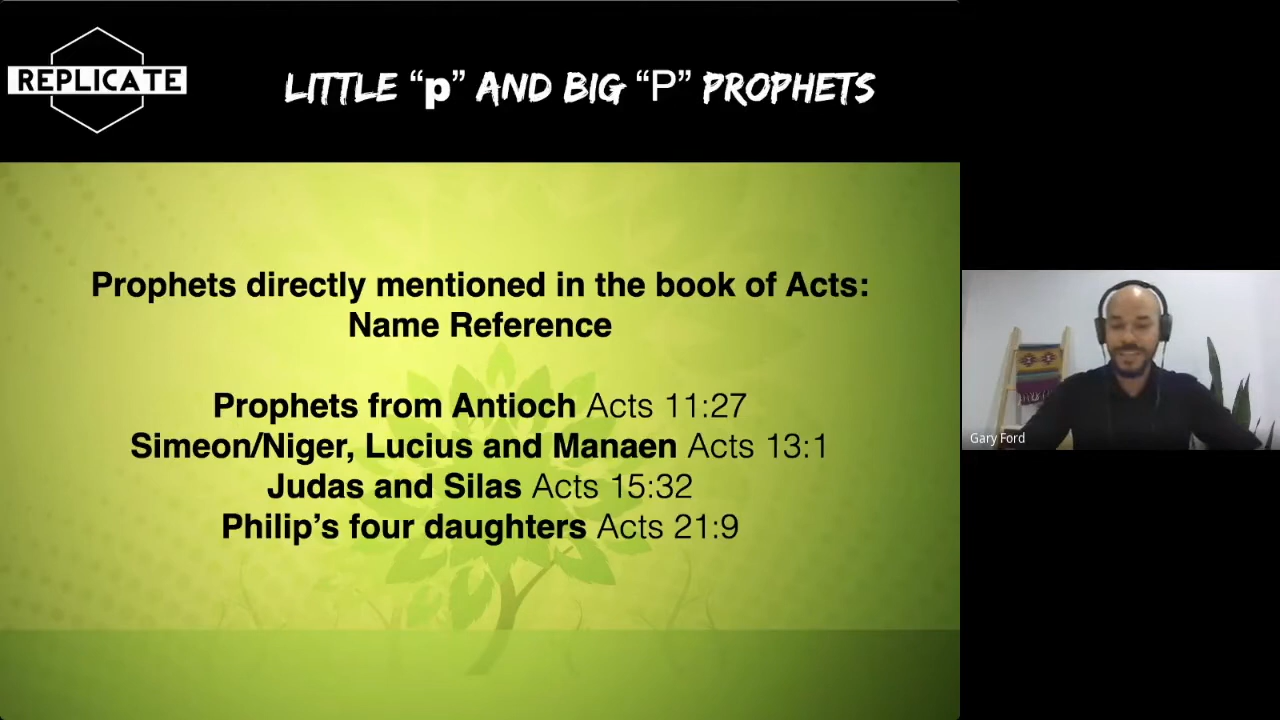 REPLICATE
LITTLE “p” AND BIG “P” PROPHETS
Prophets directly mentioned in the book of Acts:
Name Reference
Prophets from Antioch Acts 11:27
Simeon/Niger, Lucius and Manaen Acts 13:1
Judas and Silas Acts 15:32
Philip’s four daughters Acts 21:9
Gary Ford